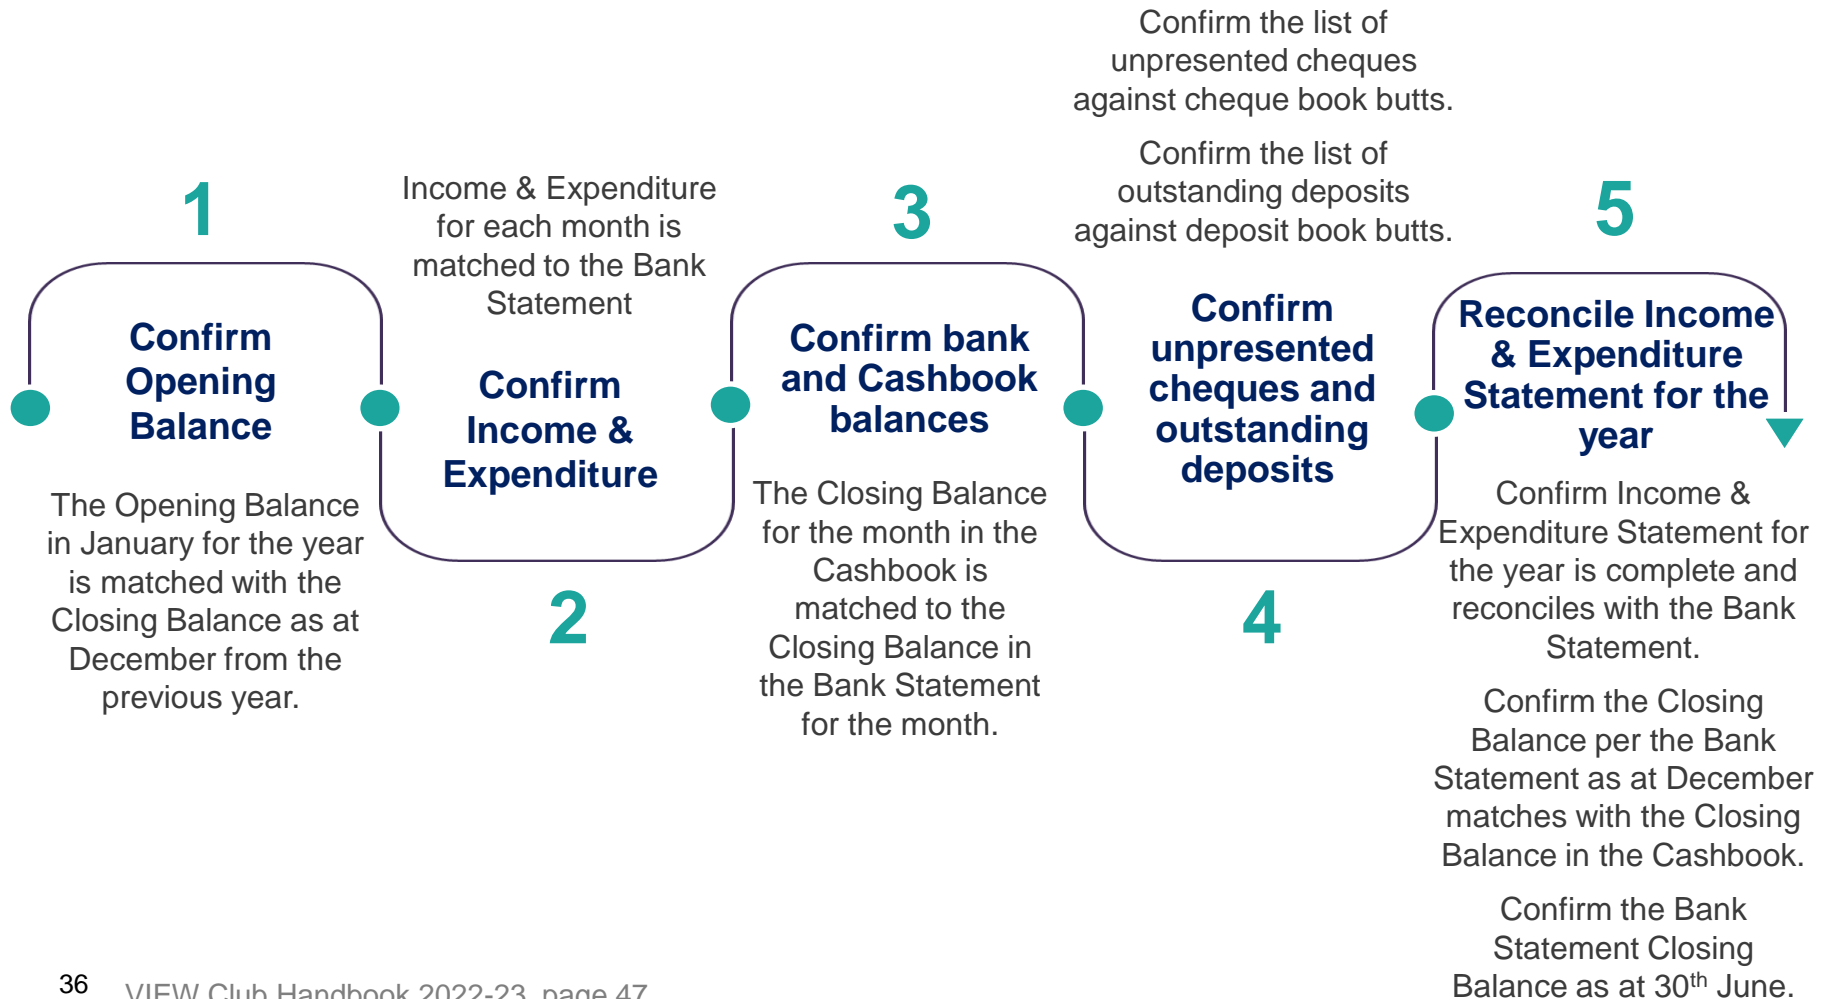 1
Confirm
Opening
Balance
The Opening Balance
in January for the year
is matched with the
Closing Balance as at
December from the
previous year.
Income & Expenditure
for each month is
matched to the Bank
Statement
Confirm
Income &
Expenditure
2
3
Confirm bank
and Cashbook
balances
The Closing Balance
for the month in the
Cashbook is
matched to the
Closing Balance in
the Bank Statement
for the month.
Confirm the list of
unpresented cheques
against cheque book butts.
Confirm the list of
outstanding deposits
against deposit book butts.
Confirm
unpresented
cheques and
outstanding
deposits
4
5
Reconcile Income
& Expenditure
Statement for the
year
Confirm Income &
Expenditure Statement for
the year is complete and
reconciles with the Bank
Statement.
Confirm the Closing
Balance per the Bank
Statement as at December
matches with the Closing
Balance in the Cashbook.
Confirm the Bank
Statement Closing
Balance as at 30th June.
36 VIEW Club Handbook 2022-23, page 47